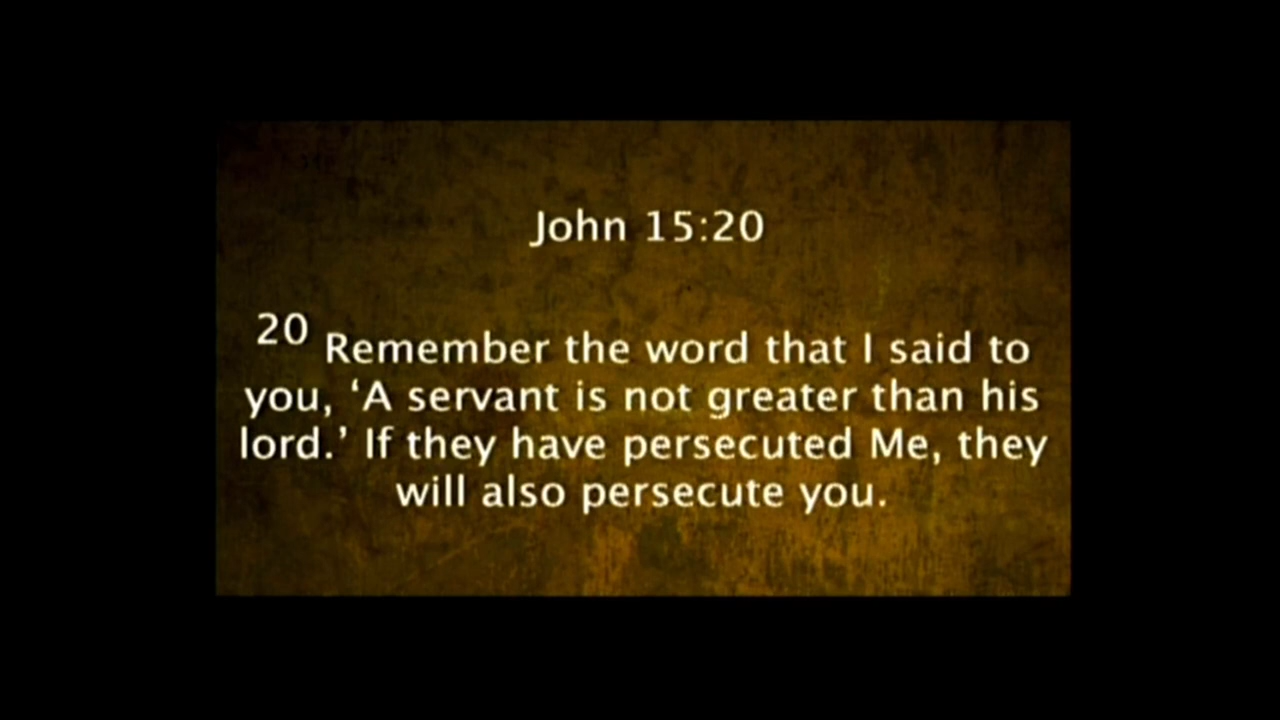 John 15:20
20 Remember the word that I said to
you, ‘A servant is not greater than his
lord.’ If they have persecuted Me, they
will also persecute you.